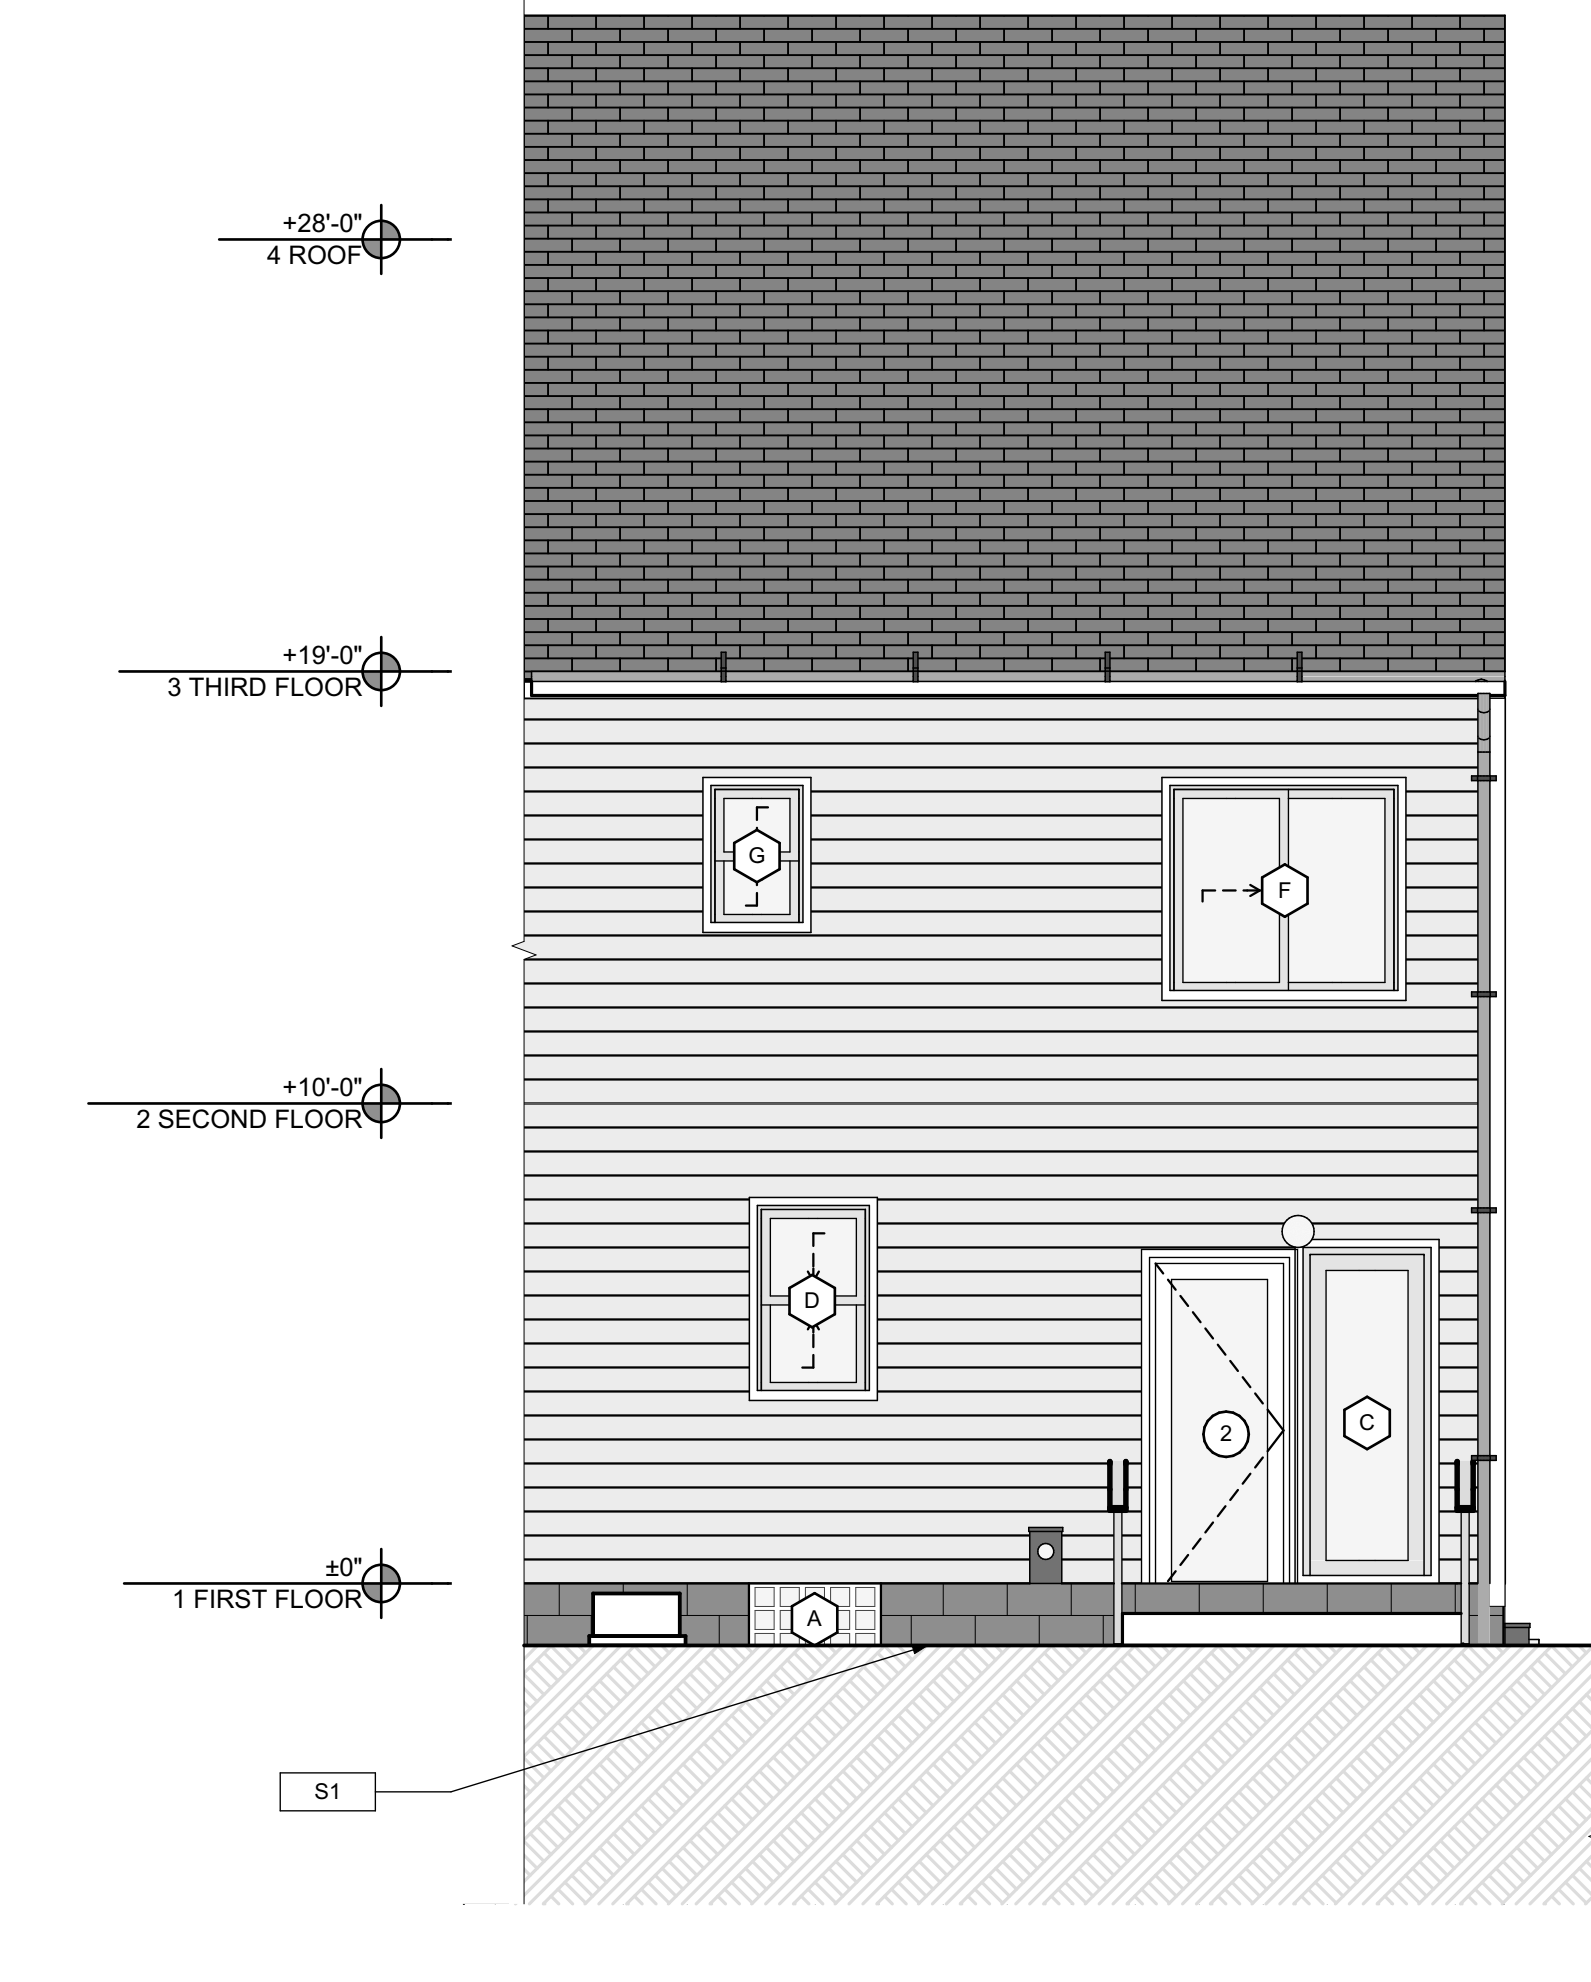 +28'-0"
4 ROOF
+19'-0"
3 THIRD FLOOR
G
F
+10'-0"
2 SECOND FLOOR
D
2
C
±0"
1 FIRST FLOOR
A
S1